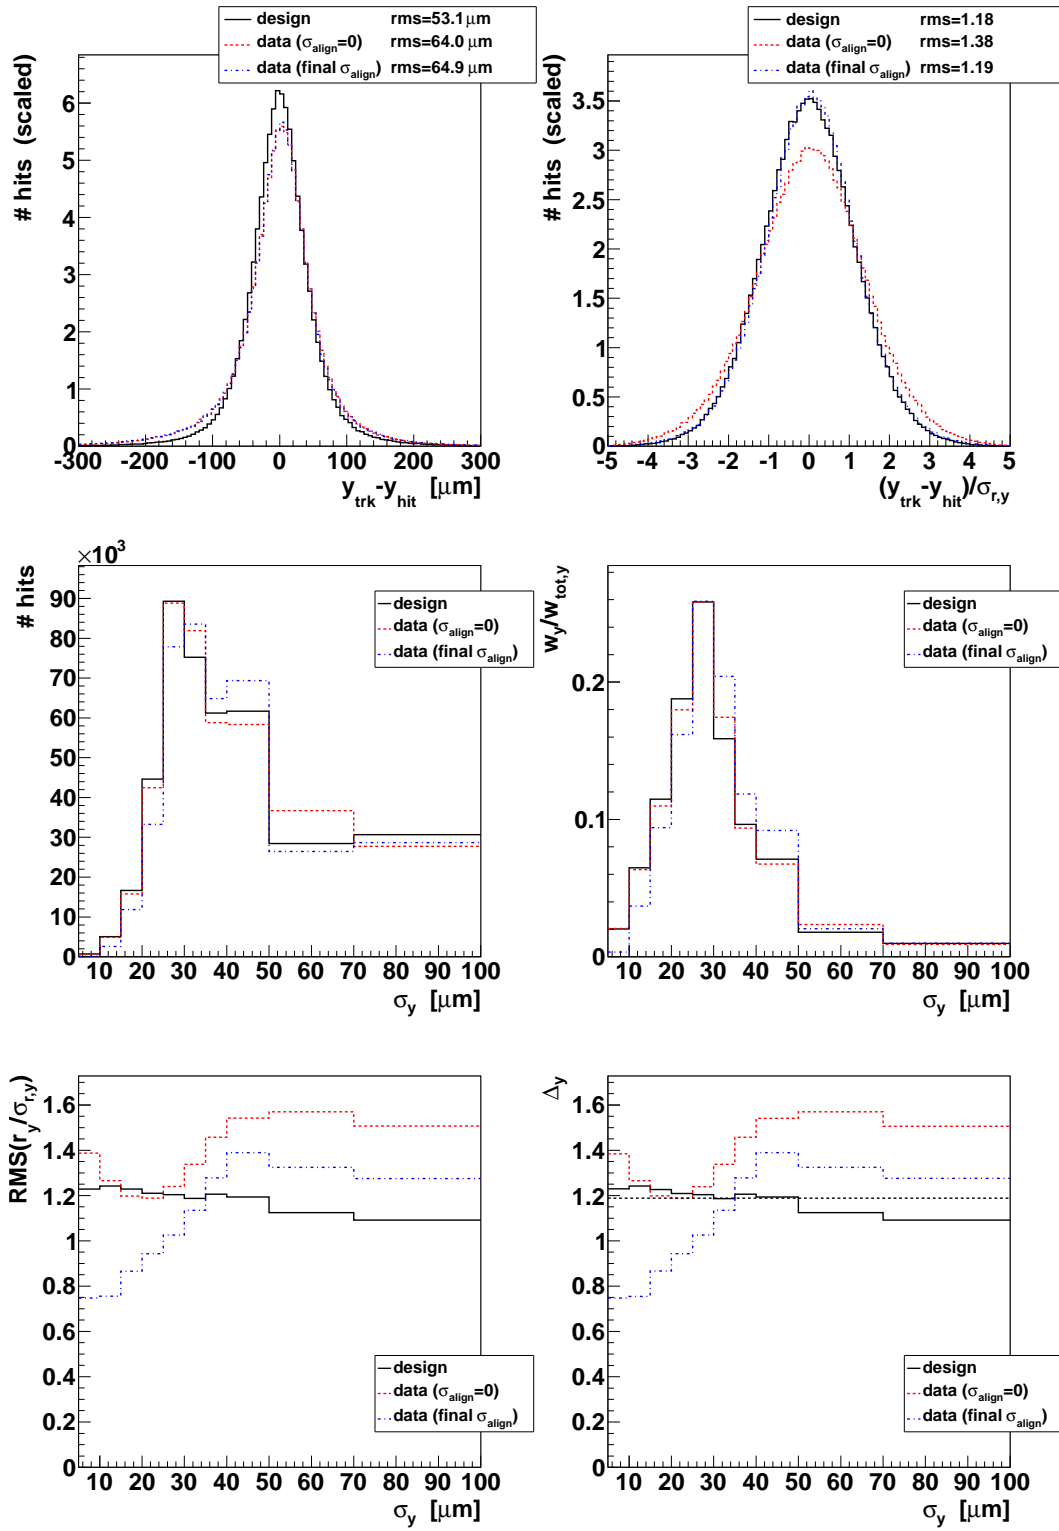 design rms=53.1 μm
data (σalign=0) rms=64.0 μm
data (final σalign) rms=64.9 μm
# hits (scaled)
6
5
4
3
2
1
0
-300 -200 -100 0 100 200 300
ytrk-yhit [μm]
design rms=1.18
data (σalign=0) rms=1.38
data (final σalign) rms=1.19
# hits (scaled)
3.5
3
2.5
2
1.5
1
0.5
0
-5 -4 -3 -2 -1 0 1 2 3 4 5
(ytrk-yhit)/σr,y
×10³
# hits
design
data (σalign=0)
data (final σalign)
90
80
70
60
50
40
30
20
10
0
10 20 30 40 50 60 70 80 90 100
σy [μm]
wy/wtot,y
design
data (σalign=0)
data (final σalign)
0.2
0.1
0
10 20 30 40 50 60 70 80 90 100
σy [μm]
RMS(ry/σr,y)
1.6
1.4
1.2
1
0.8
0.6
0.4
0.2
0
design
data (σalign=0)
data (final σalign)
10 20 30 40 50 60 70 80 90 100
σy [μm]
Δy
1.6
1.4
1.2
1
0.8
0.6
0.4
0.2
0
design
data (σalign=0)
data (final σalign)
10 20 30 40 50 60 70 80 90 100
σy [μm]